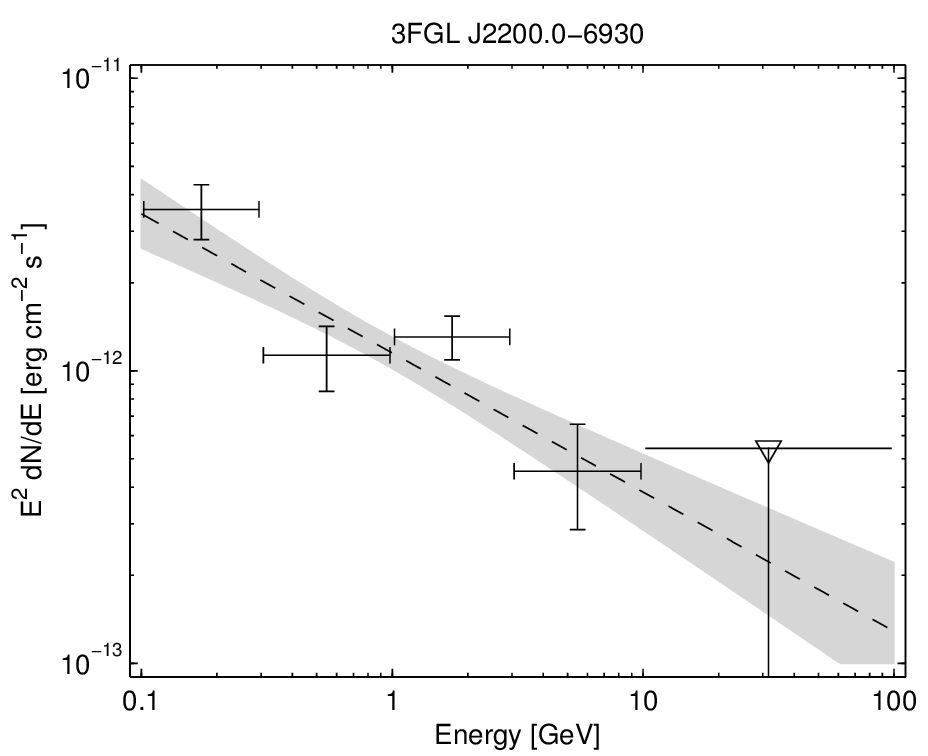 3FGL J2200.0−6930
10⁻¹¹
10⁻¹²
10⁻¹³
E² dN/dE [erg cm⁻² s⁻¹]
0.1 1 10 100
Energy [GeV]